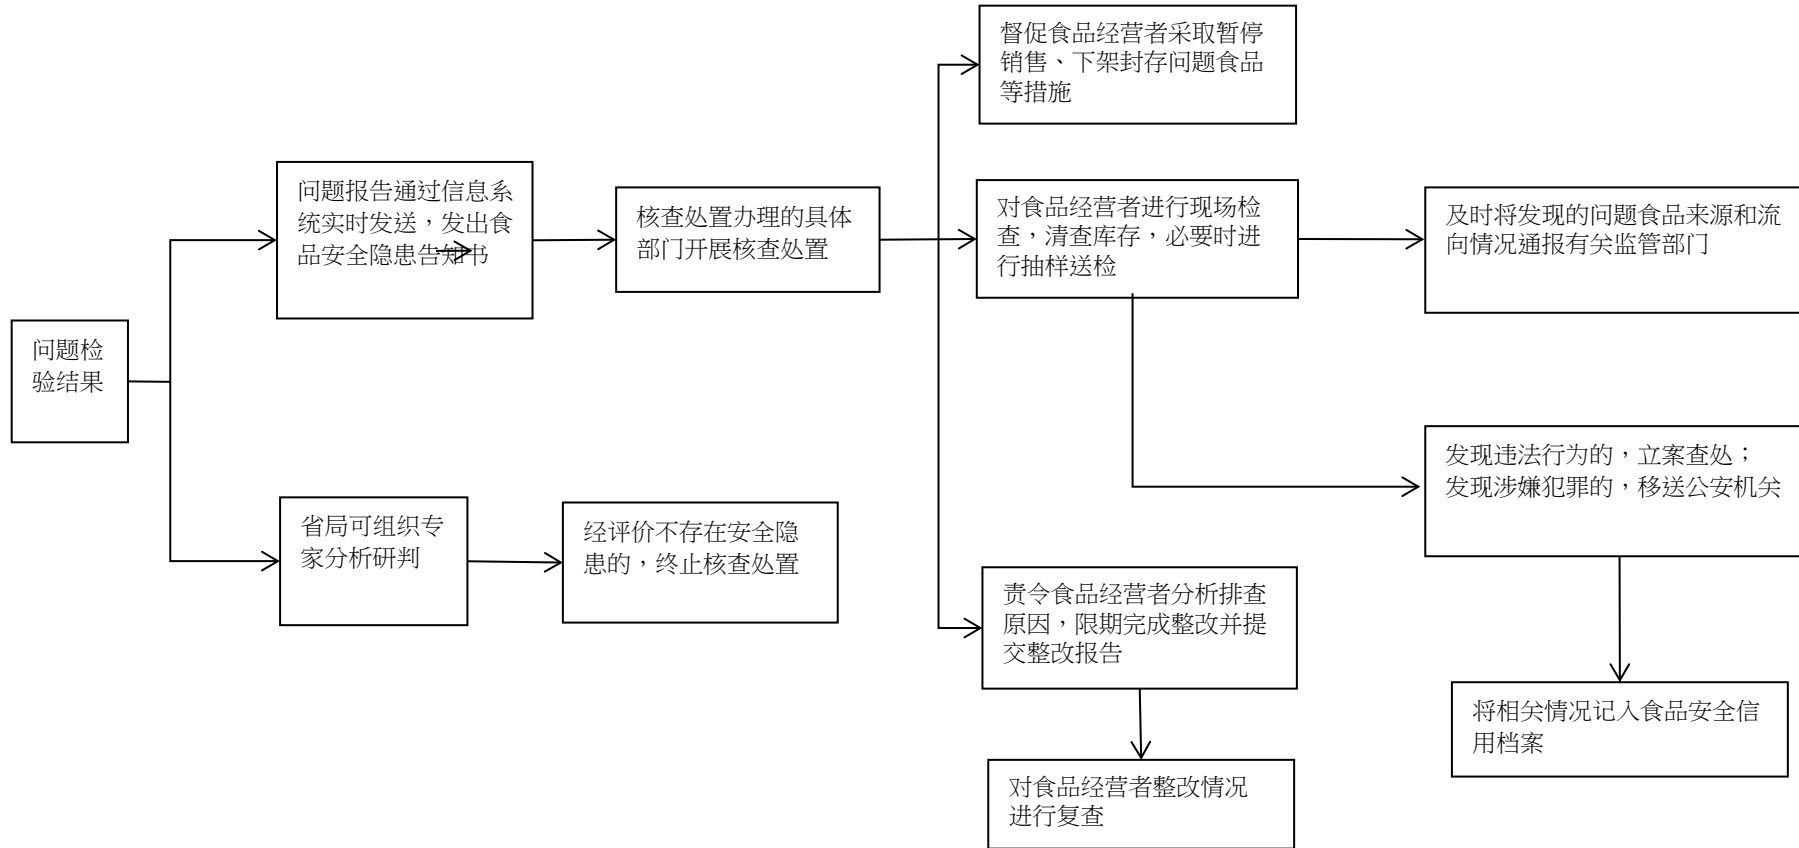 督促食品经营者采取暂停
销售、下架封存问题食品
等措施
问题报告通过信息系
统实时发送，发出食
品安全隐患告知书
核查处置办理的具体
部门开展核查处置
对食品经营者进行现场检
查，清查库存，必要时进
行抽样送检
及时将发现的问题食品来源和流
向情况通报有关监管部门
问题检
验结果
发现违法行为的，立案查处；
发现涉嫌犯罪的，移送公安机关
省局可组织专
家分析研判
经评价不存在安全隐
患的，终止核查处置
责令食品经营者分析排查
原因，限期完成整改并提
交整改报告
将相关情况记入食品安全信
用档案
对食品经营者整改情况
进行复查